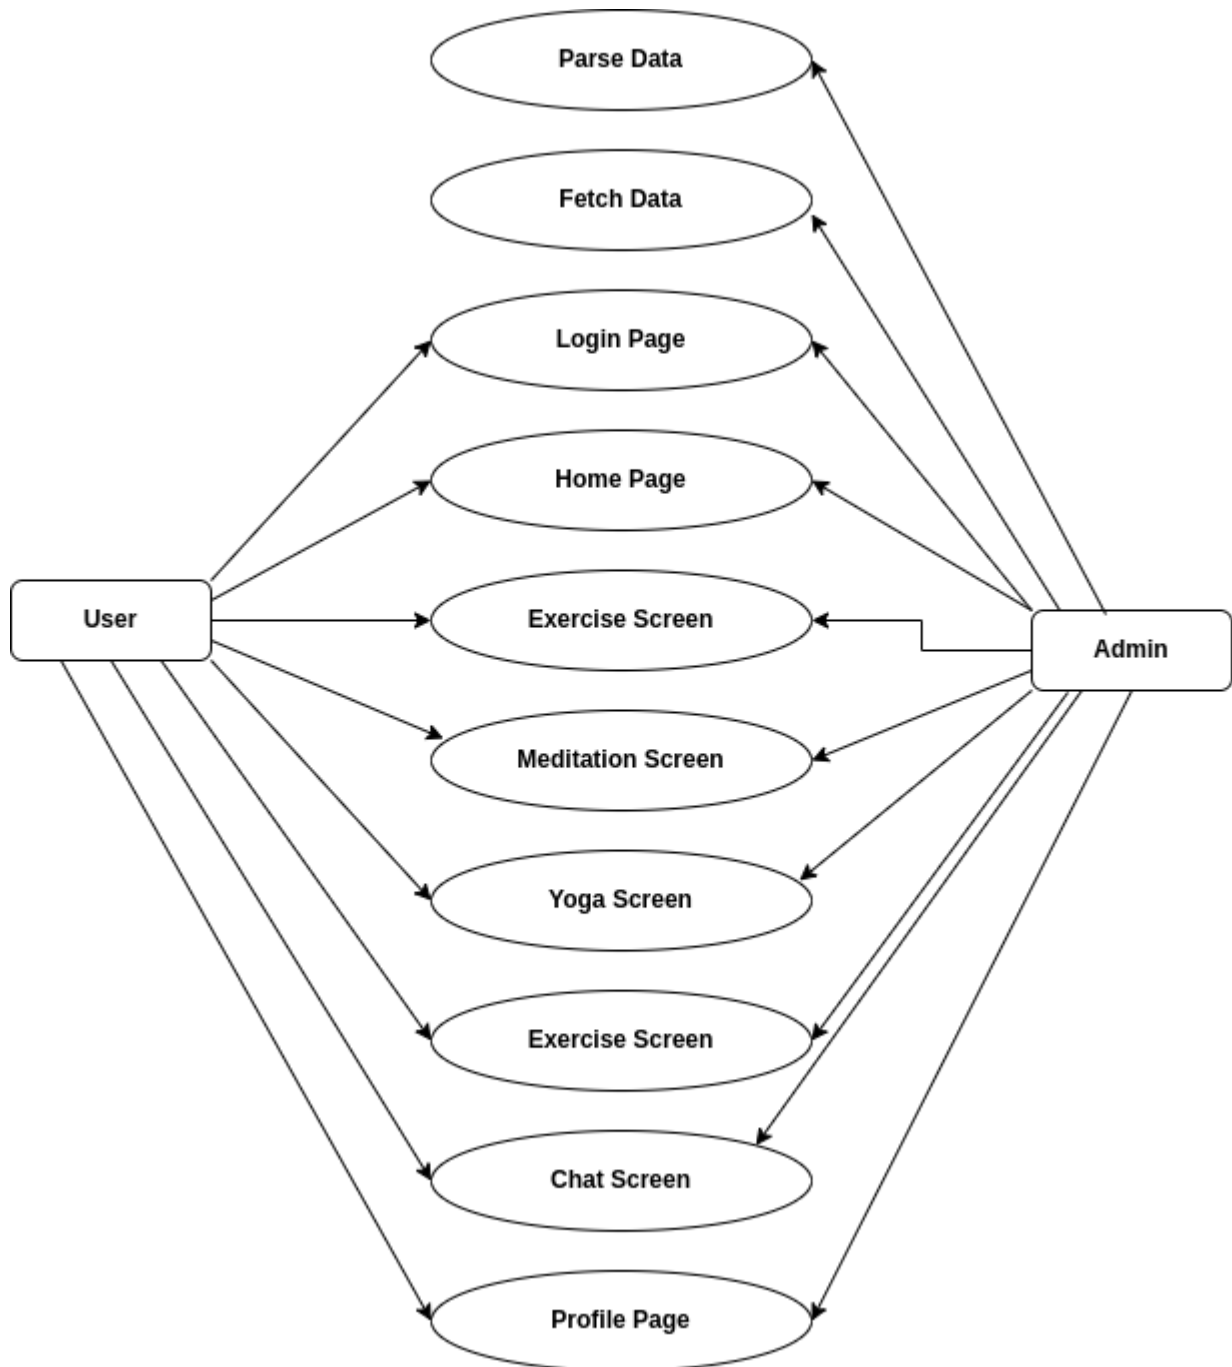 Parse Data
Fetch Data
Login Page
Home Page
Exercise Screen
User
Admin
Meditation Screen
Yoga Screen
Exercise Screen
Chat Screen
Profile Page